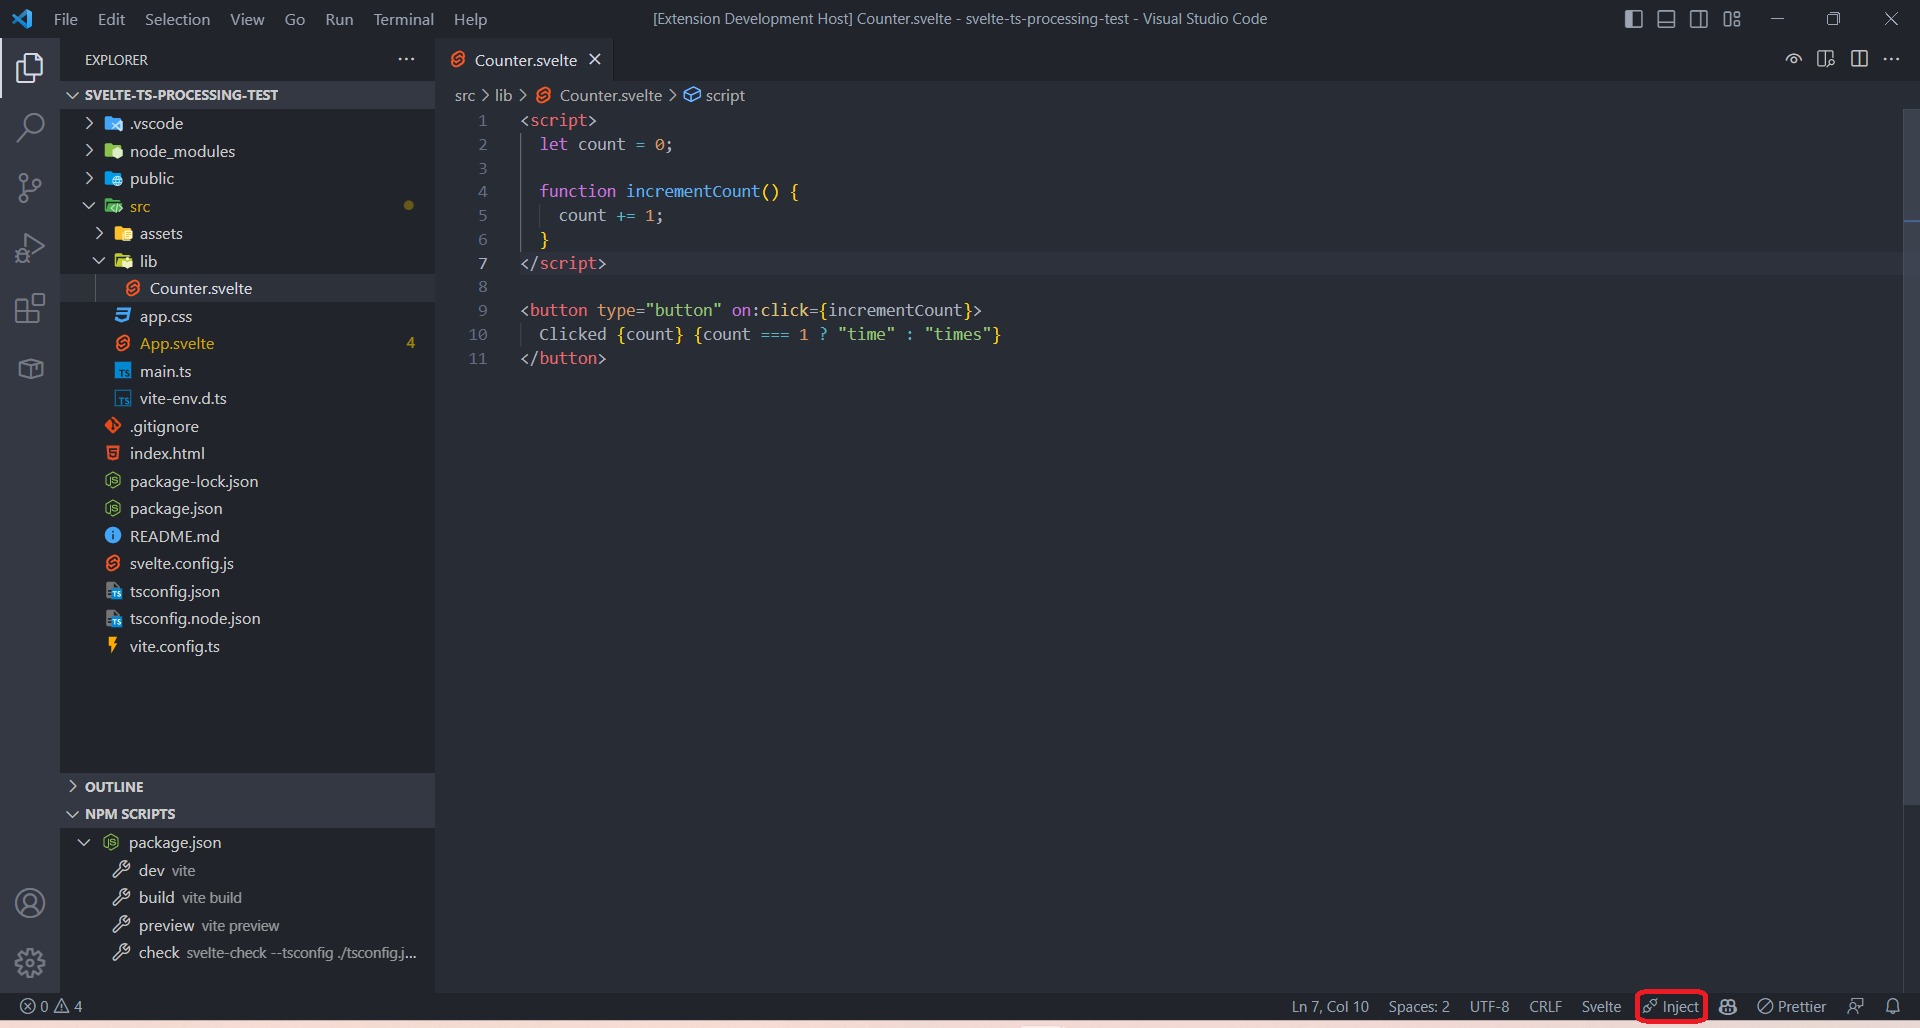 File Edit Selection View Go Run Terminal Help [Extension Development Host] Counter.svelte - svelte-ts-processing-test - Visual Studio Code
EXPLORER
SVELTE-TS-PROCESSING-TEST
.vscode
node_modules
public
src
assets
lib
Counter.svelte
app.css
App.svelte 4
main.ts
vite-env.d.ts
.gitignore
index.html
package-lock.json
package.json
README.md
svelte.config.js
tsconfig.json
tsconfig.node.json
vite.config.ts
OUTLINE
NPM SCRIPTS
package.json
dev vite
build vite build
preview vite preview
check svelte-check --tsconfig ./tsconfig.j...
Counter.svelte
src > lib > Counter.svelte > script
1 <script>
2 let count = 0;
3
4 function incrementCount() {
5 count += 1;
6 }
7 </script>
8
9 <button type="button" on:click={incrementCount}>
10 Clicked {count} {count === 1 ? "time" : "times"}
11 </button>
0 4 Ln 7, Col 10 Spaces: 2 UTF-8 CRLF Svelte Inject Prettier